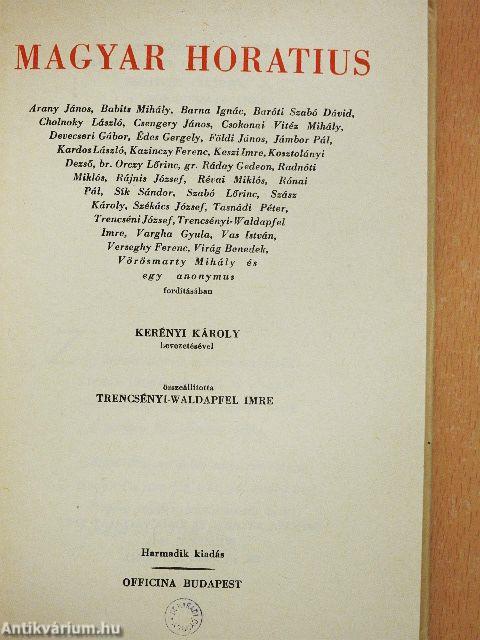 MAGYAR HORATIUS
Arany János, Babits Mihály, Barna Ignác, Baróti Szabó Dávid,
Cholnoky László, Csengery János, Csokonai Vitéz Mihály,
Devecseri Gábor, Édes Gergely, Földi János, Jámbor Pál,
Kardos László, Kazinczy Ferenc, Keszi Imre, Kosztolányi
Dezső, br. Orczy Lőrinc, gr. Ráday Gedeon, Radnóti
Miklós, Rájnis József, Révai Miklós, Rónai
Pál, Sík Sándor, Szabó Lőrinc, Szász
Károly, Székács József, Tasnádi Péter,
Trencséni József, Trencsényi-Waldapfel
Imre, Vargha Gyula, Vas István,
Verseghy Ferenc, Virág Benedek,
Vörösmarty Mihály és
egy anonymus
fordításában
KERÉNYI KÁROLY
bevezetésével
összeállította
TRENCSÉNYI-WALDAPFEL IMRE
Harmadik kiadás
OFFICINA BUDAPEST
Antikvárium.hu